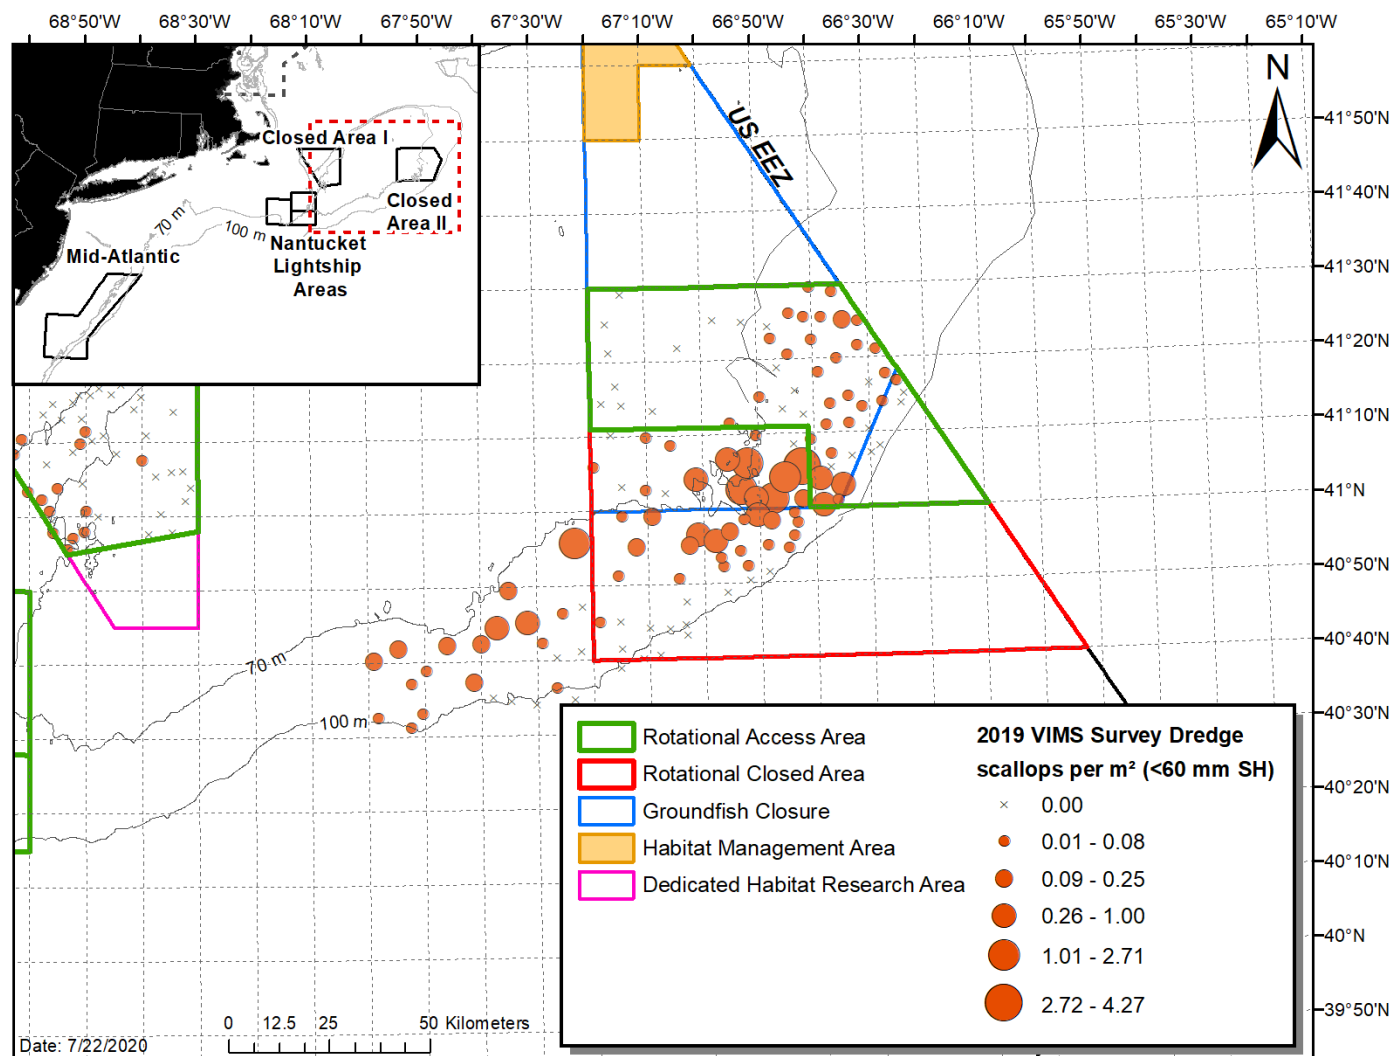 68°50'W 68°30'W 68°10'W 67°50'W 67°30'W 67°10'W 66°50'W 66°30'W 66°10'W 65°50'W 65°30'W 65°10'W
N
41°50'N
41°40'N
41°30'N
41°20'N
41°10'N
41°N
40°50'N
40°40'N
40°30'N
40°20'N
40°10'N
40°N
39°50'N
US EEZ
Closed Area I
Closed
Area II
70 m
100 m
Nantucket
Lightship
Areas
Mid-Atlantic
70 m
100 m
Rotational Access Area
Rotational Closed Area
Groundfish Closure
Habitat Management Area
Dedicated Habitat Research Area
2019 VIMS Survey Dredge
scallops per m² (<60 mm SH)
0.00
0.01 - 0.08
0.09 - 0.25
0.26 - 1.00
1.01 - 2.71
2.72 - 4.27
0 12.5 25 50 Kilometers
Date: 7/22/2020